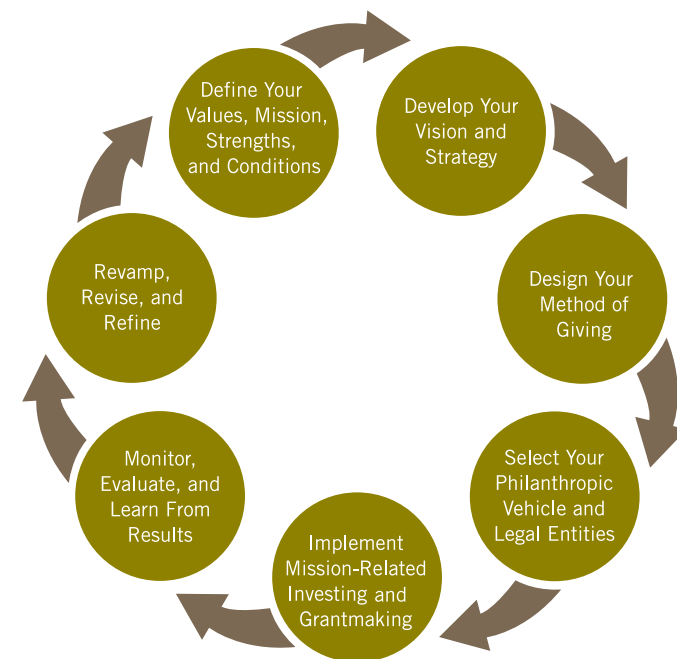 Define Your
Values, Mission,
Strengths,
and Conditions
Develop Your
Vision and
Strategy
Design Your
Method of
Giving
Select Your
Philanthropic
Vehicle and
Legal Entities
Implement
Mission-Related
Investing and
Grantmaking
Monitor,
Evaluate, and
Learn From
Results
Revamp,
Revise, and
Refine